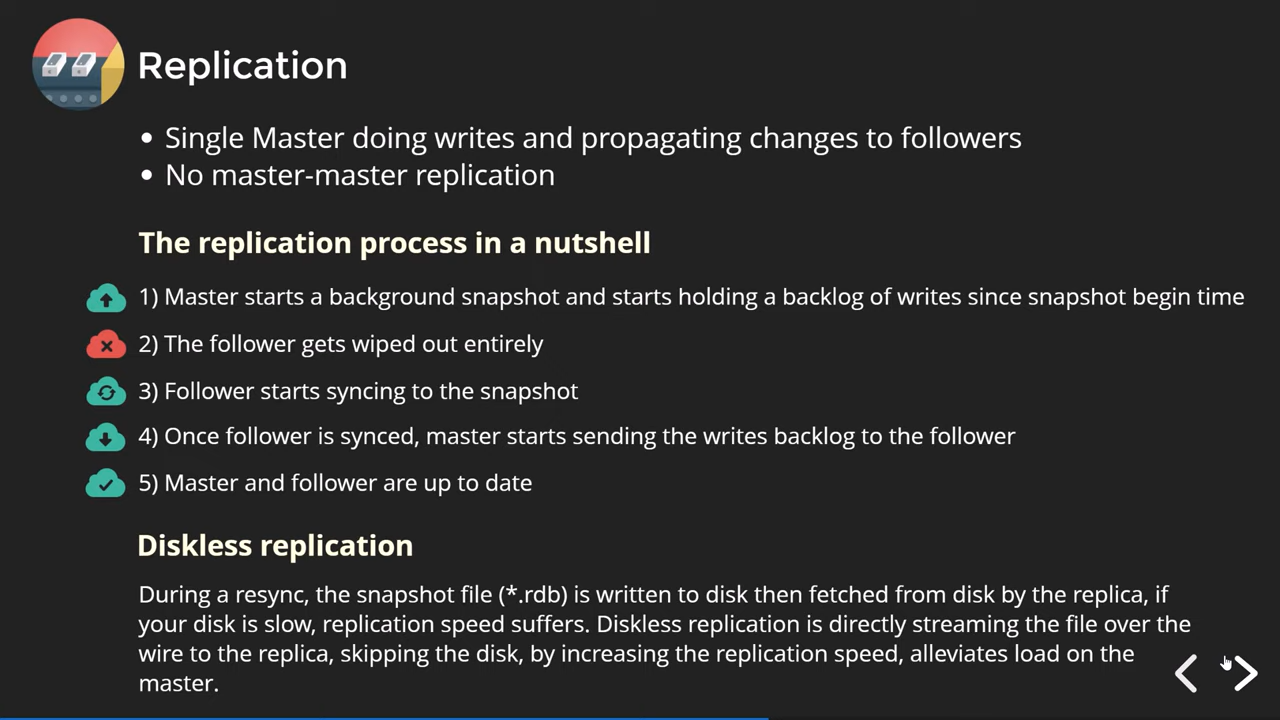 Replication
• Single Master doing writes and propagating changes to followers
• No master-master replication
The replication process in a nutshell
1) Master starts a background snapshot and starts holding a backlog of writes since snapshot begin time
2) The follower gets wiped out entirely
3) Follower starts syncing to the snapshot
4) Once follower is synced, master starts sending the writes backlog to the follower
5) Master and follower are up to date
Diskless replication
During a resync, the snapshot file (*.rdb) is written to disk then fetched from disk by the replica, if
your disk is slow, replication speed suffers. Diskless replication is directly streaming the file over the
wire to the replica, skipping the disk, by increasing the replication speed, alleviates load on the
master.